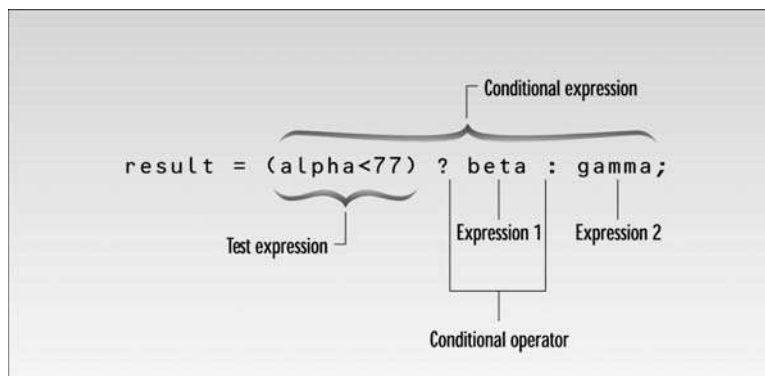 Conditional expression
result = (alpha<77) ? beta : gamma;
Test expression
Expression 1
Expression 2
Conditional operator